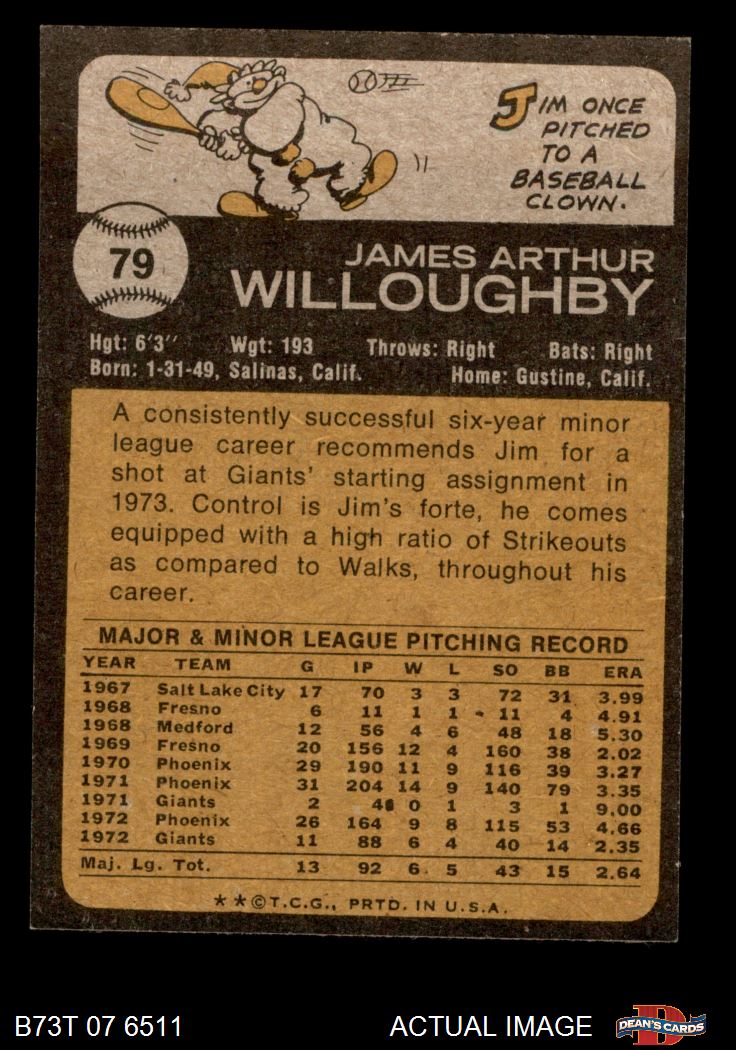 JIM ONCE
PITCHED
TO A
BASEBALL
CLOWN.
79
JAMES ARTHUR
WILLOUGHBY
Hgt: 6'3" Wgt: 193 Throws: Right Bats: Right
Born: 1-31-49, Salinas, Calif. Home: Gustine, Calif.
A consistently successful six-year minor
league career recommends Jim for a
shot at Giants' starting assignment in
1973. Control is Jim's forte, he comes
equipped with a high ratio of Strikeouts
as compared to Walks, throughout his
career.
MAJOR & MINOR LEAGUE PITCHING RECORD
YEAR TEAM G IP W L SO BB ERA
1967 Salt Lake City 17 70 3 3 72 31 3.99
1968 Fresno 6 11 1 1 11 4 4.91
1968 Medford 12 56 4 6 48 18 5.30
1969 Fresno 20 156 12 4 160 38 2.02
1970 Phoenix 29 190 11 9 116 39 3.27
1971 Phoenix 31 204 14 9 140 79 3.35
1971 Giants 2 4 0 1 3 1 9.00
1972 Phoenix 26 164 9 8 115 53 4.66
1972 Giants 11 88 6 4 40 14 2.35
Maj. Lg. Tot. 13 92 6 5 43 15 2.64
**©T.C.G., PRTD. IN U.S.A.
B73T 07 6511 ACTUAL IMAGE D DEAN'S CARDS